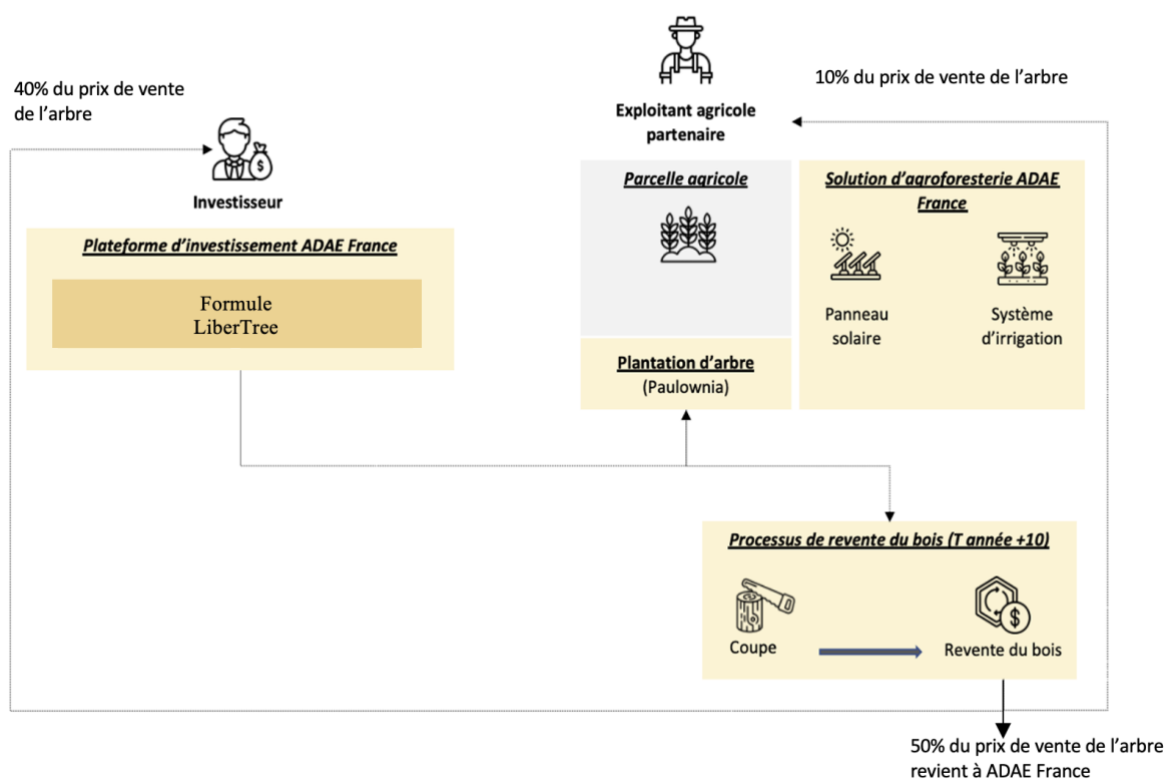 40% du prix de vente
de l'arbre
Investisseur
Plateforme d'investissement ADAE France
Formule
LiberTree
Exploitant agricole
partenaire
10% du prix de vente de l'arbre
Parcelle agricole
Solution d'agroforesterie ADAE
France
Panneau
solaire
Système
d'irrigation
Plantation d'arbre
(Paulownia)
Processus de revente du bois (T année +10)
Coupe
Revente du bois
50% du prix de vente de l'arbre
revient à ADAE France